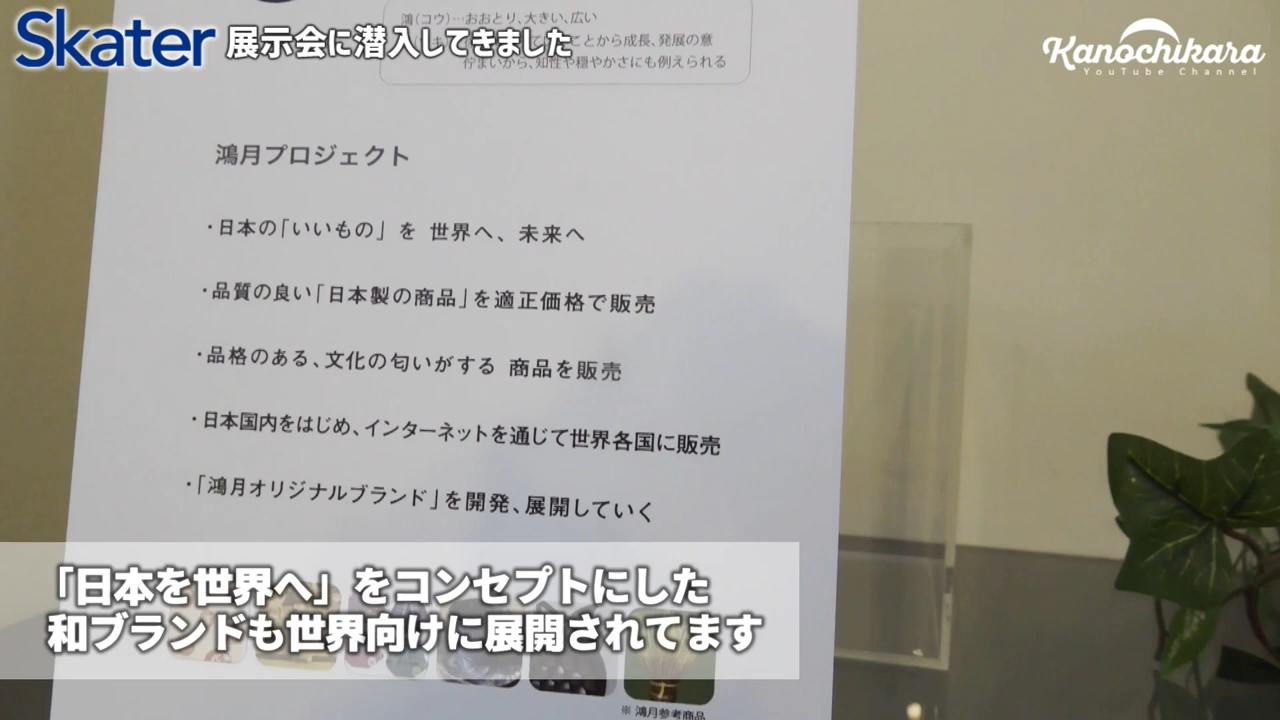 Skater 展示会に潜入してきました
Kanochikara
YouTube Channel
鴻(コウ)…おおとり、大きい、広い
ことから成長、発展の意
佇まいから、知性や穏やかさにも例えられる
鴻月プロジェクト
・日本の「いいもの」を 世界へ、未来へ
・品質の良い「日本製の商品」を適正価格で販売
・品格のある、文化の匂いがする 商品を販売
・日本国内をはじめ、インターネットを通じて世界各国に販売
・「鴻月オリジナルブランド」を開発、展開していく
「日本を世界へ」をコンセプトにした
和ブランドも世界向けに展開されてます
※ 鴻月参考商品